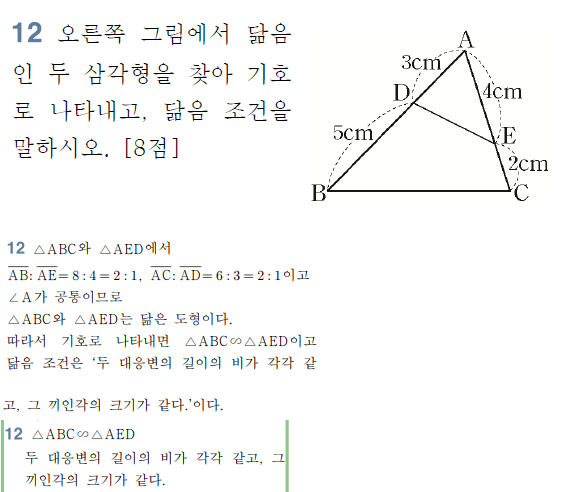 12 오른쪽 그림에서 닮음
인 두 삼각형을 찾아 기호
로 나타내고, 닮음 조건을
말하시오. [8점]
A
3cm
D
4cm
5cm
E
2cm
B
C
12 △ABC와 △AED에서
AB : AE = 8 : 4 = 2 : 1, AC : AD = 6 : 3 = 2 : 1이고
∠A가 공통이므로
△ABC와 △AED는 닮은 도형이다.
따라서 기호로 나타내면 △ABC∽△AED이고
닮음 조건은 ‘두 대응변의 길이의 비가 각각 같
고, 그 끼인각의 크기가 같다.’이다.
12 △ABC∽△AED
두 대응변의 길이의 비가 각각 같고, 그
끼인각의 크기가 같다.